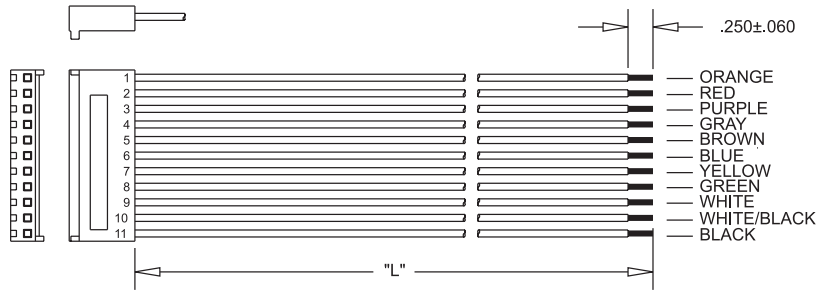 .250±.060
1 ORANGE
2 RED
3 PURPLE
4 GRAY
5 BROWN
6 BLUE
7 YELLOW
8 GREEN
9 WHITE
10 WHITE/BLACK
11 BLACK
"L"